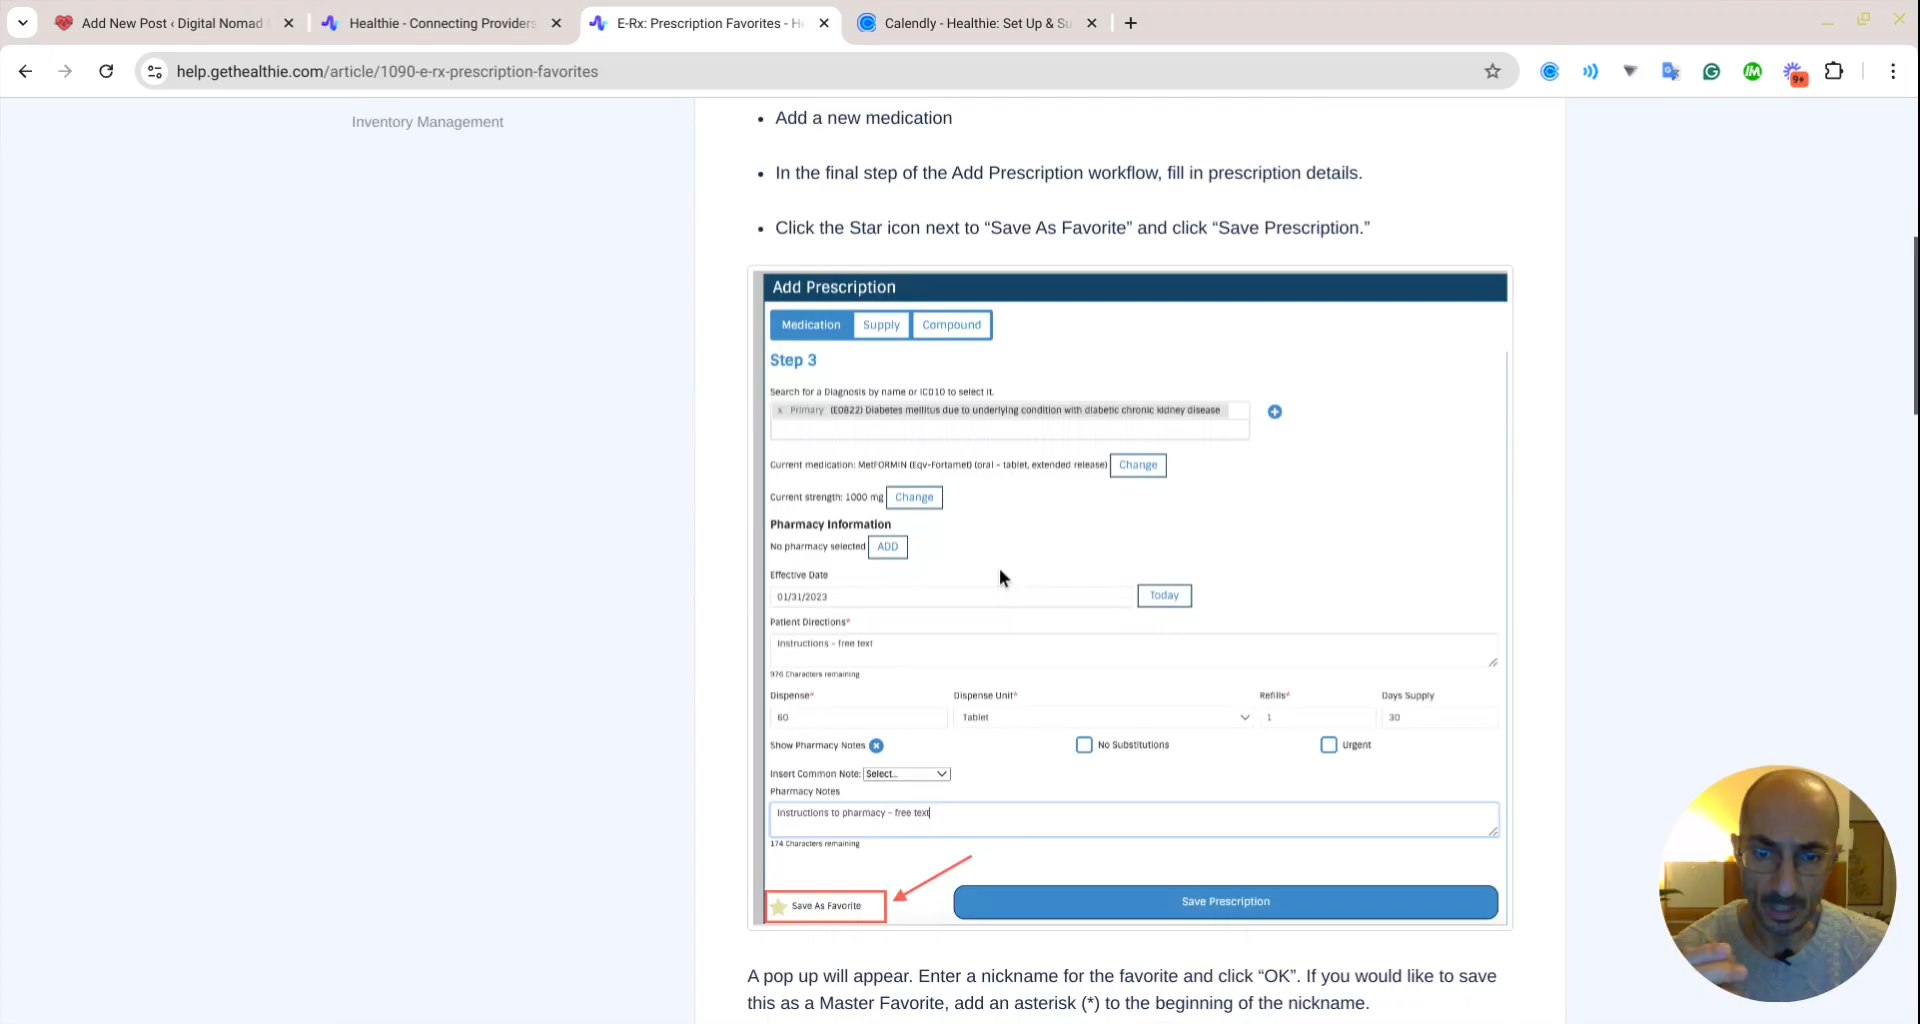 Add New Post ‹ Digital Nomad
Healthie - Connecting Providers
E-Rx: Prescription Favorites - He
Calendly - Healthie: Set Up & Su
help.gethealthie.com/article/1090-e-rx-prescription-favorites
9+
Inventory Management
• Add a new medication
• In the final step of the Add Prescription workflow, fill in prescription details.
• Click the Star icon next to “Save As Favorite” and click “Save Prescription.”
Add Prescription
Medication Supply Compound
Step 3
Search for a Diagnosis by name or ICD10 to select it.
x Primary (E0822) Diabetes mellitus due to underlying condition with diabetic chronic kidney disease
Current medication: MetFORMIN (Eqv-Fortamet) (oral - tablet, extended release) Change
Current strength: 1000 mg Change
Pharmacy Information
No pharmacy selected ADD
Effective Date
01/31/2023 Today
Patient Directions*
Instructions - free text
976 Characters remaining
Dispense* Dispense Unit* Refills* Days Supply
60 Tablet 1 30
Show Pharmacy Notes No Substitutions Urgent
Insert Common Note: Select...
Pharmacy Notes
Instructions to pharmacy - free text
174 Characters remaining
Save As Favorite Save Prescription
A pop up will appear. Enter a nickname for the favorite and click “OK”. If you would like to save
this as a Master Favorite, add an asterisk (*) to the beginning of the nickname.